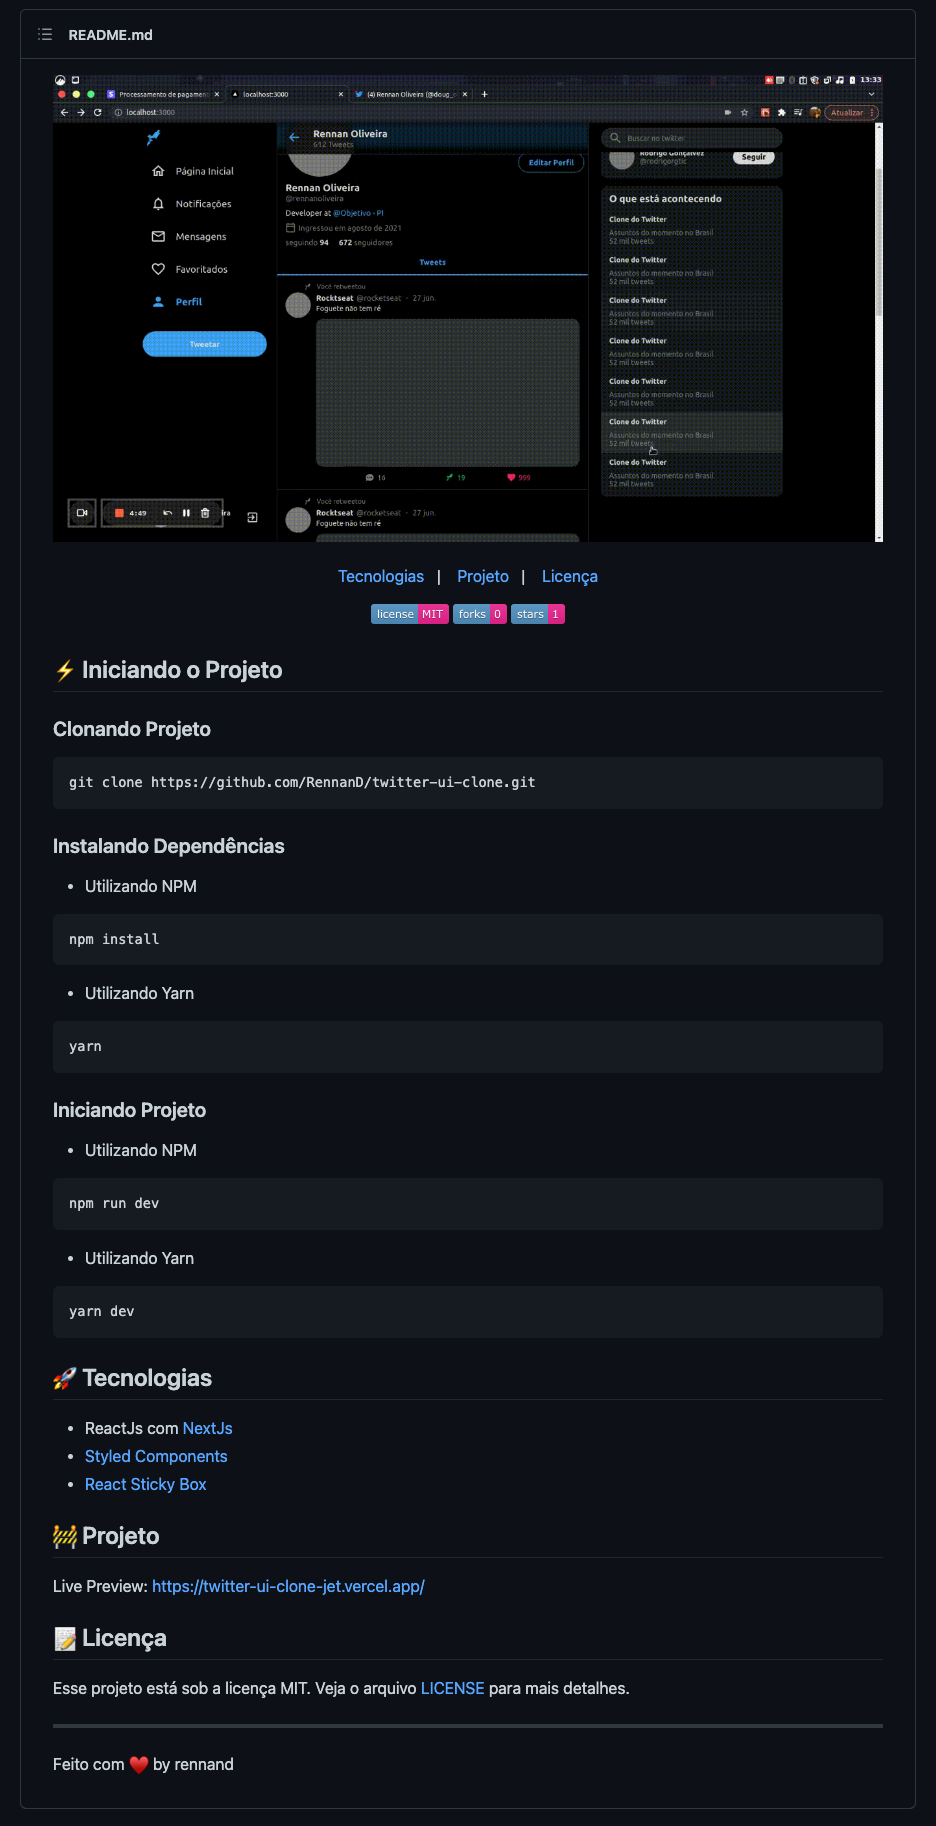 README.md
13:33
Processamento de pagament
localhost:3000
(4) Rennan Oliveira (@doug_o
localhost:3000
Atualizar
Rennan Oliveira
612 Tweets
Buscar no twitter
Página Inicial
Notificações
Mensagens
Favoritados
Perfil
Tweetar
Editar Perfil
Rennan Oliveira
@rennanoliveira
Developer at @Objetivo - PI
Ingressou em agosto de 2021
seguindo 94 672 seguidores
Tweets
Você retweetou
Rocktseat @rocketseat · 27 jun.
Foguete não tem ré
16 19 999
Você retweetou
Rocktseat @rocketseat · 27 jun.
Foguete não tem ré
Rodrigo Gonçalvez
Seguir
O que está acontecendo
Clone do Twitter
Assuntos do momento no Brasil
52 mil tweets
Clone do Twitter
Assuntos do momento no Brasil
52 mil tweets
Clone do Twitter
Assuntos do momento no Brasil
52 mil tweets
Clone do Twitter
Assuntos do momento no Brasil
52 mil tweets
Clone do Twitter
Assuntos do momento no Brasil
52 mil tweets
Clone do Twitter
Assuntos do momento no Brasil
52 mil tweets
Clone do Twitter
Assuntos do momento no Brasil
52 mil tweets
4:49
Tecnologias | Projeto | Licença
license MIT forks 0 stars 1
⚡ Iniciando o Projeto
Clonando Projeto
git clone https://github.com/RennanD/twitter-ui-clone.git
Instalando Dependências
• Utilizando NPM
npm install
• Utilizando Yarn
yarn
Iniciando Projeto
• Utilizando NPM
npm run dev
• Utilizando Yarn
yarn dev
🚀 Tecnologias
• ReactJs com NextJs
• Styled Components
• React Sticky Box
🚧 Projeto
Live Preview: https://twitter-ui-clone-jet.vercel.app/
📝 Licença
Esse projeto está sob a licença MIT. Veja o arquivo LICENSE para mais detalhes.
Feito com ❤️ by rennand